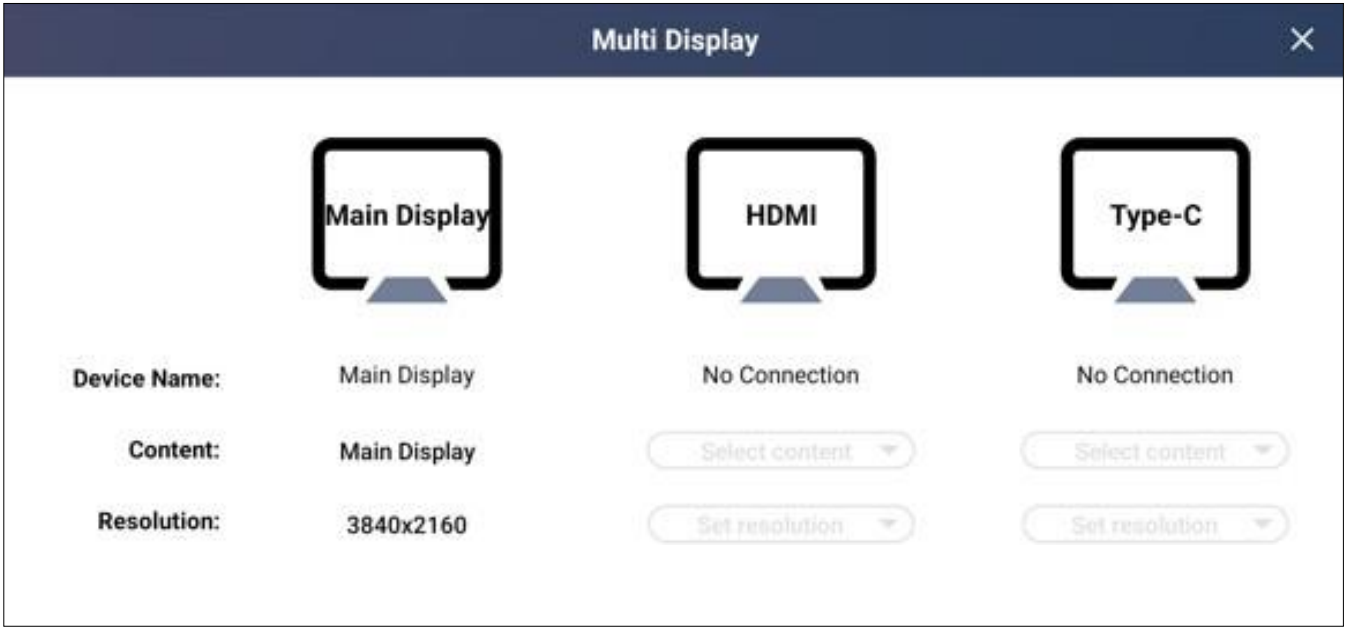 Multi Display
Main Display HDMI Type-C
Device Name: Main Display No Connection No Connection
Content: Main Display Select content Select content
Resolution: 3840x2160 Set resolution Set resolution